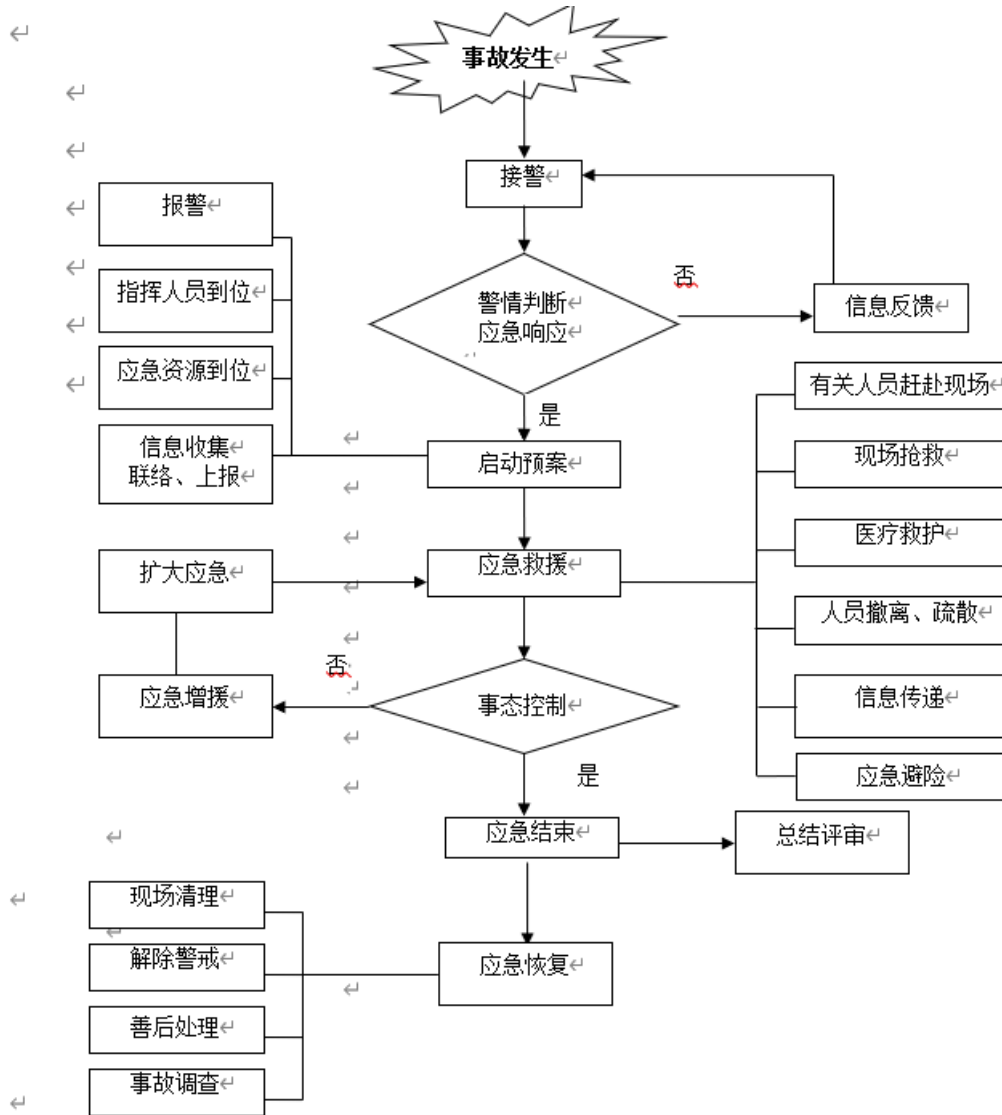 事故发生
接警
报警
指挥人员到位
应急资源到位
信息收集
联络、上报
警情判断
应急响应
否
信息反馈
是
启动预案
有关人员赶赴现场
现场抢救
医疗救护
人员撤离、疏散
信息传递
应急避险
扩大应急
应急救援
否
应急增援
事态控制
是
应急结束
总结评审
现场清理
解除警戒
善后处理
事故调查
应急恢复